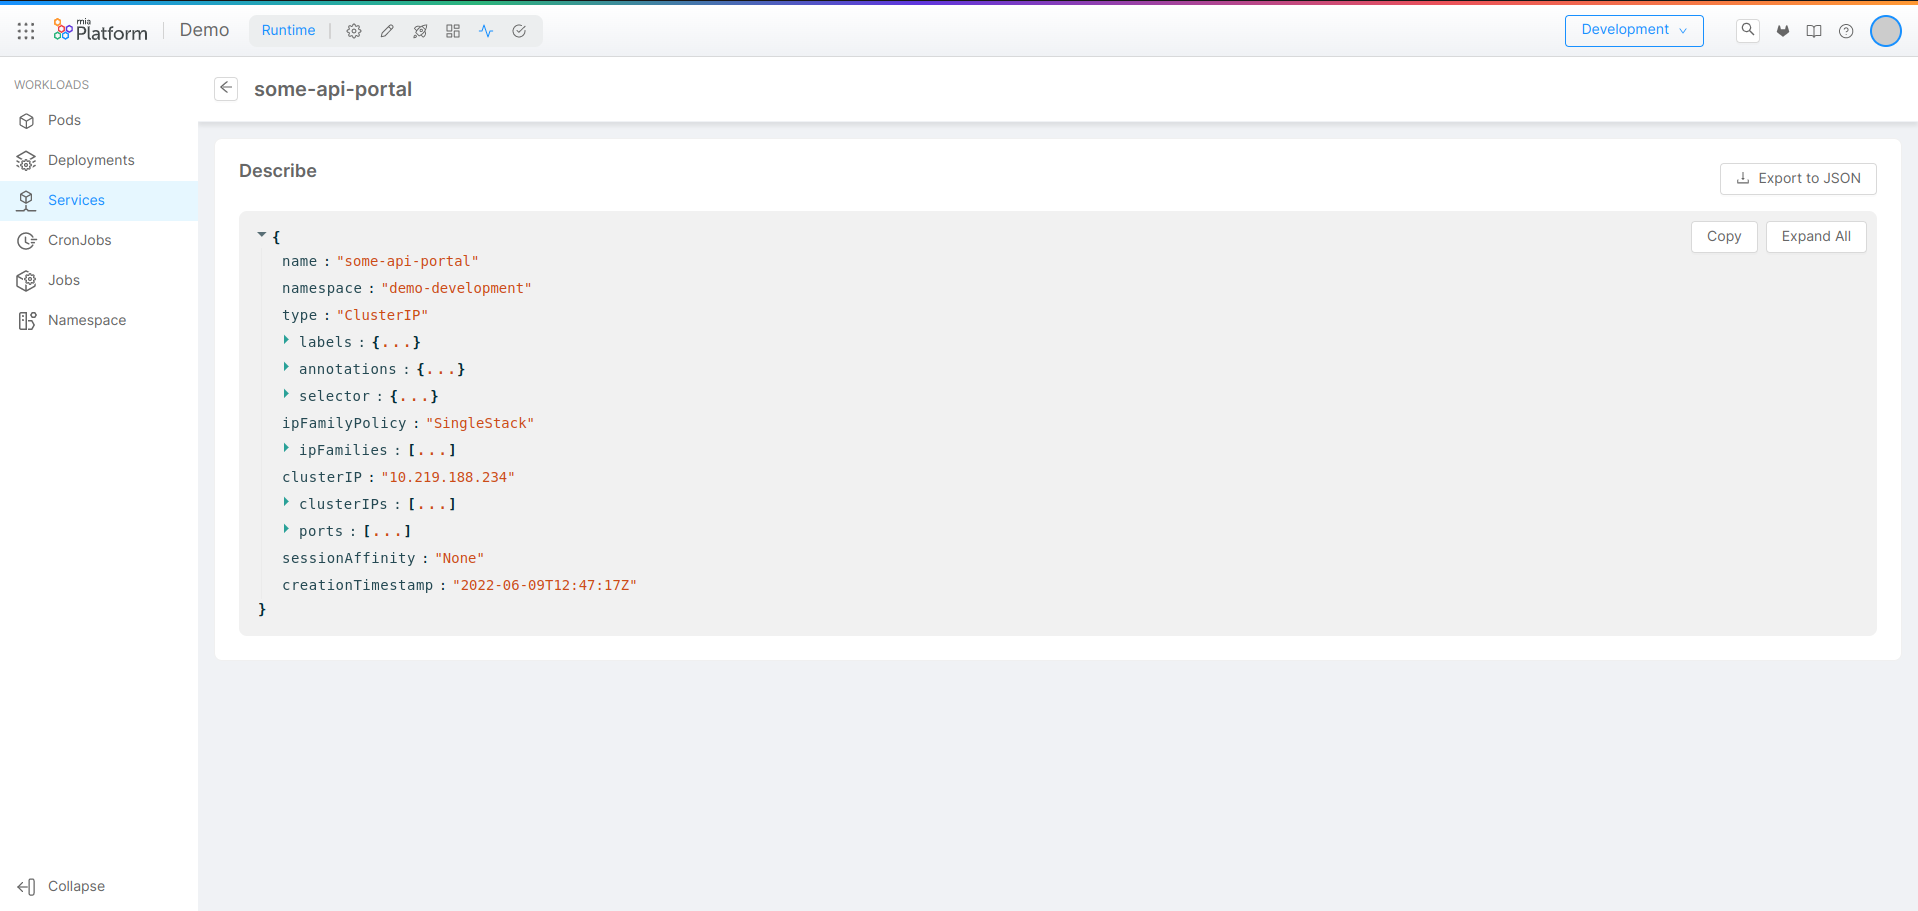 mia Platform
Demo
Runtime
Development
WORKLOADS
Pods
Deployments
Services
CronJobs
Jobs
Namespace
Collapse
some-api-portal
Describe
Export to JSON
Copy
Expand All
{
name : "some-api-portal"
namespace : "demo-development"
type : "ClusterIP"
labels : {...}
annotations : {...}
selector : {...}
ipFamilyPolicy : "SingleStack"
ipFamilies : [...]
clusterIP : "10.219.188.234"
clusterIPs : [...]
ports : [...]
sessionAffinity : "None"
creationTimestamp : "2022-06-09T12:47:17Z"
}